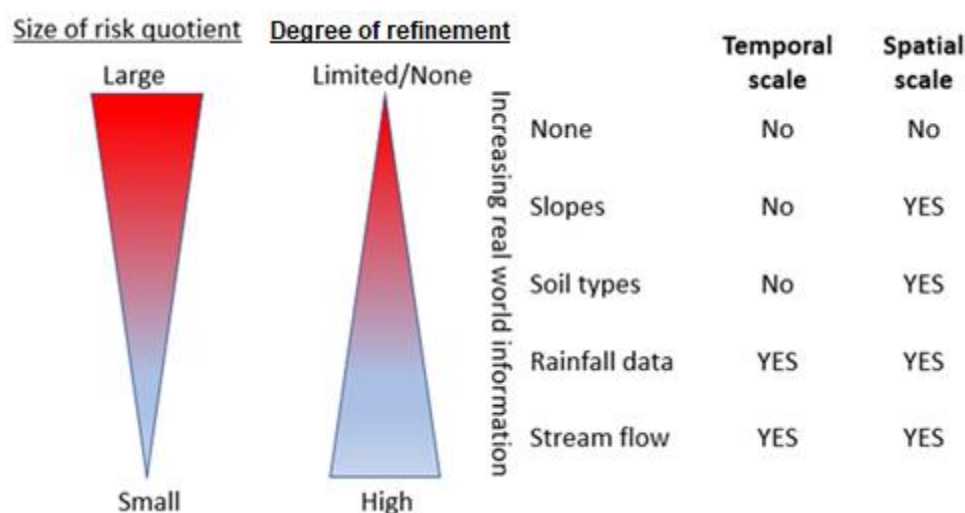 Size of risk quotient
Large
Small
Degree of refinement
Limited/None
High
Increasing real world information
Temporal scale
Spatial scale
None No No
Slopes No YES
Soil types No YES
Rainfall data YES YES
Stream flow YES YES